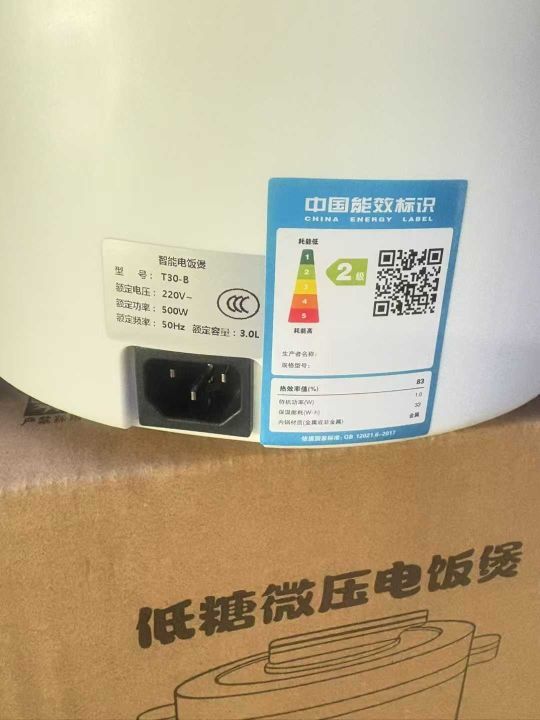 中国能效标识
CHINA ENERGY LABEL
耗能低
1
2
3
4
5
耗能高
2级
生产者名称:
规格型号:
热效率值(%) 83
待机功率(W) 1.0
保温能耗(W·h) 33
内锅材质(金属或非金属) 金属
依据国家标准: GB 12021.6-2017
智能电饭煲
型 号: T30-B
额定电压: 220V~
额定功率: 500W
额定频率: 50Hz 额定容量: 3.0L
CCC
低糖微压电饭煲